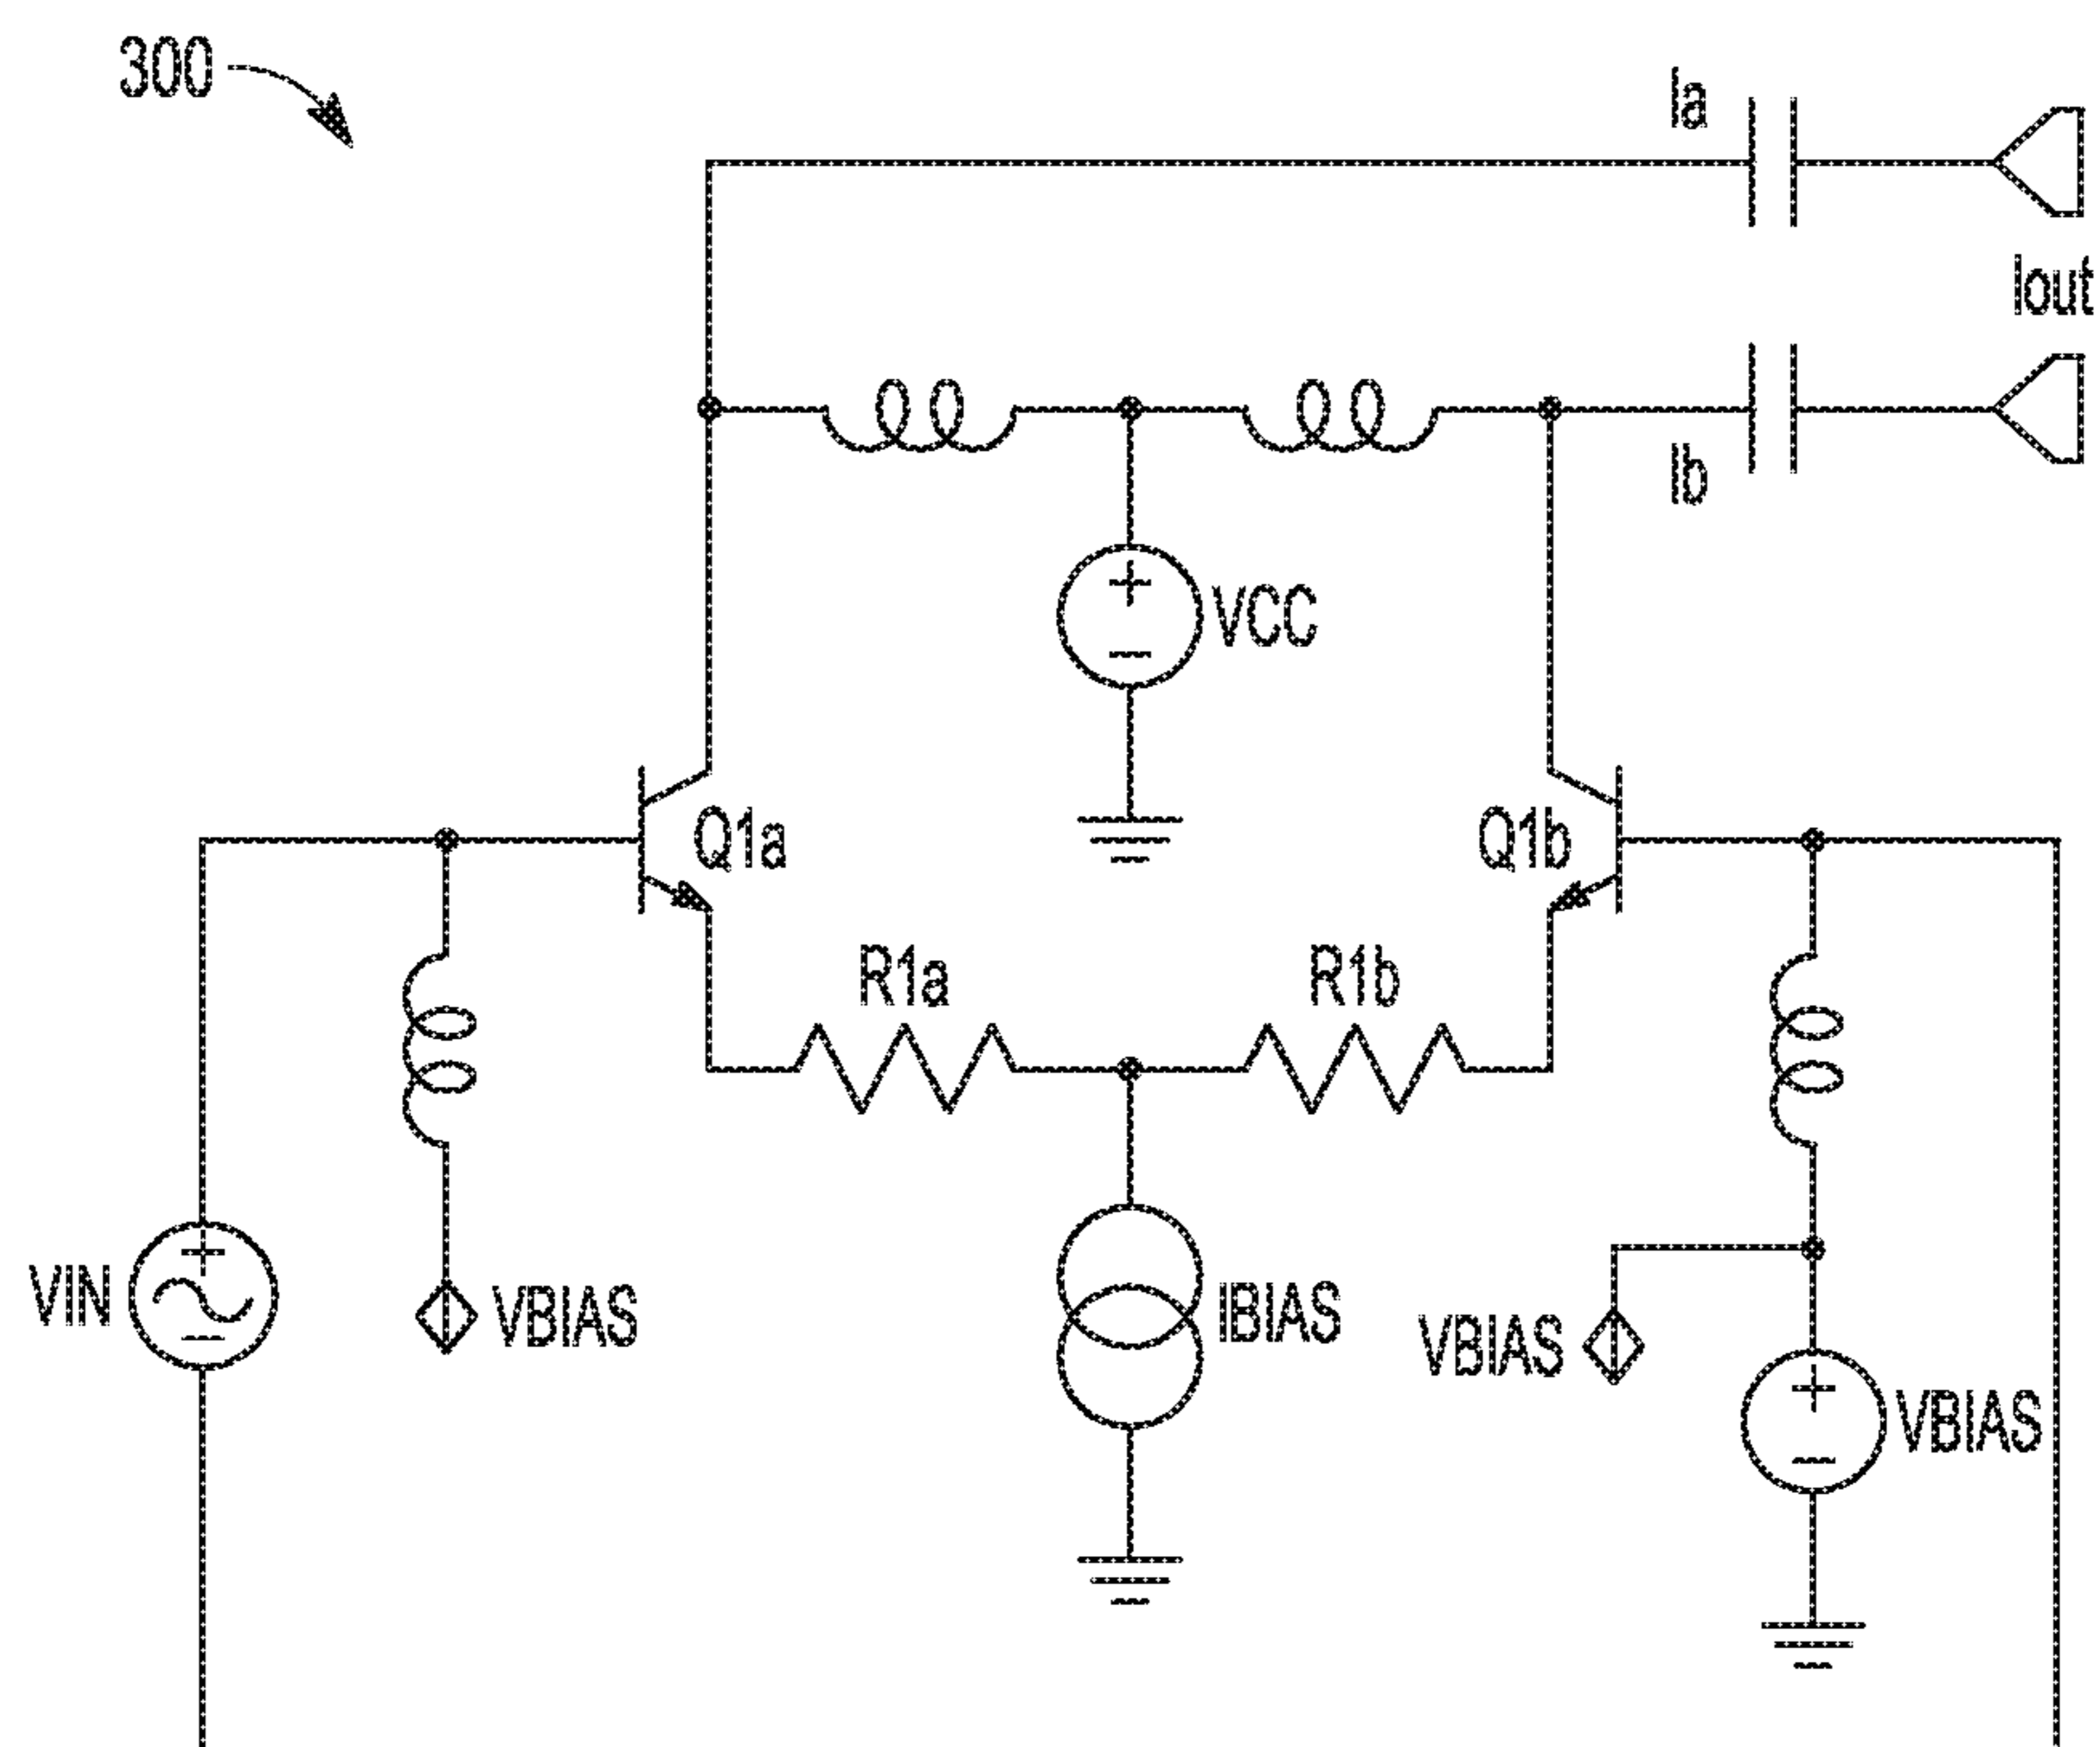 300
Ia
Iout
Ib
VCC
Q1a
Q1b
R1a
R1b
VIN
VBIAS
IBIAS
VBIAS
VBIAS